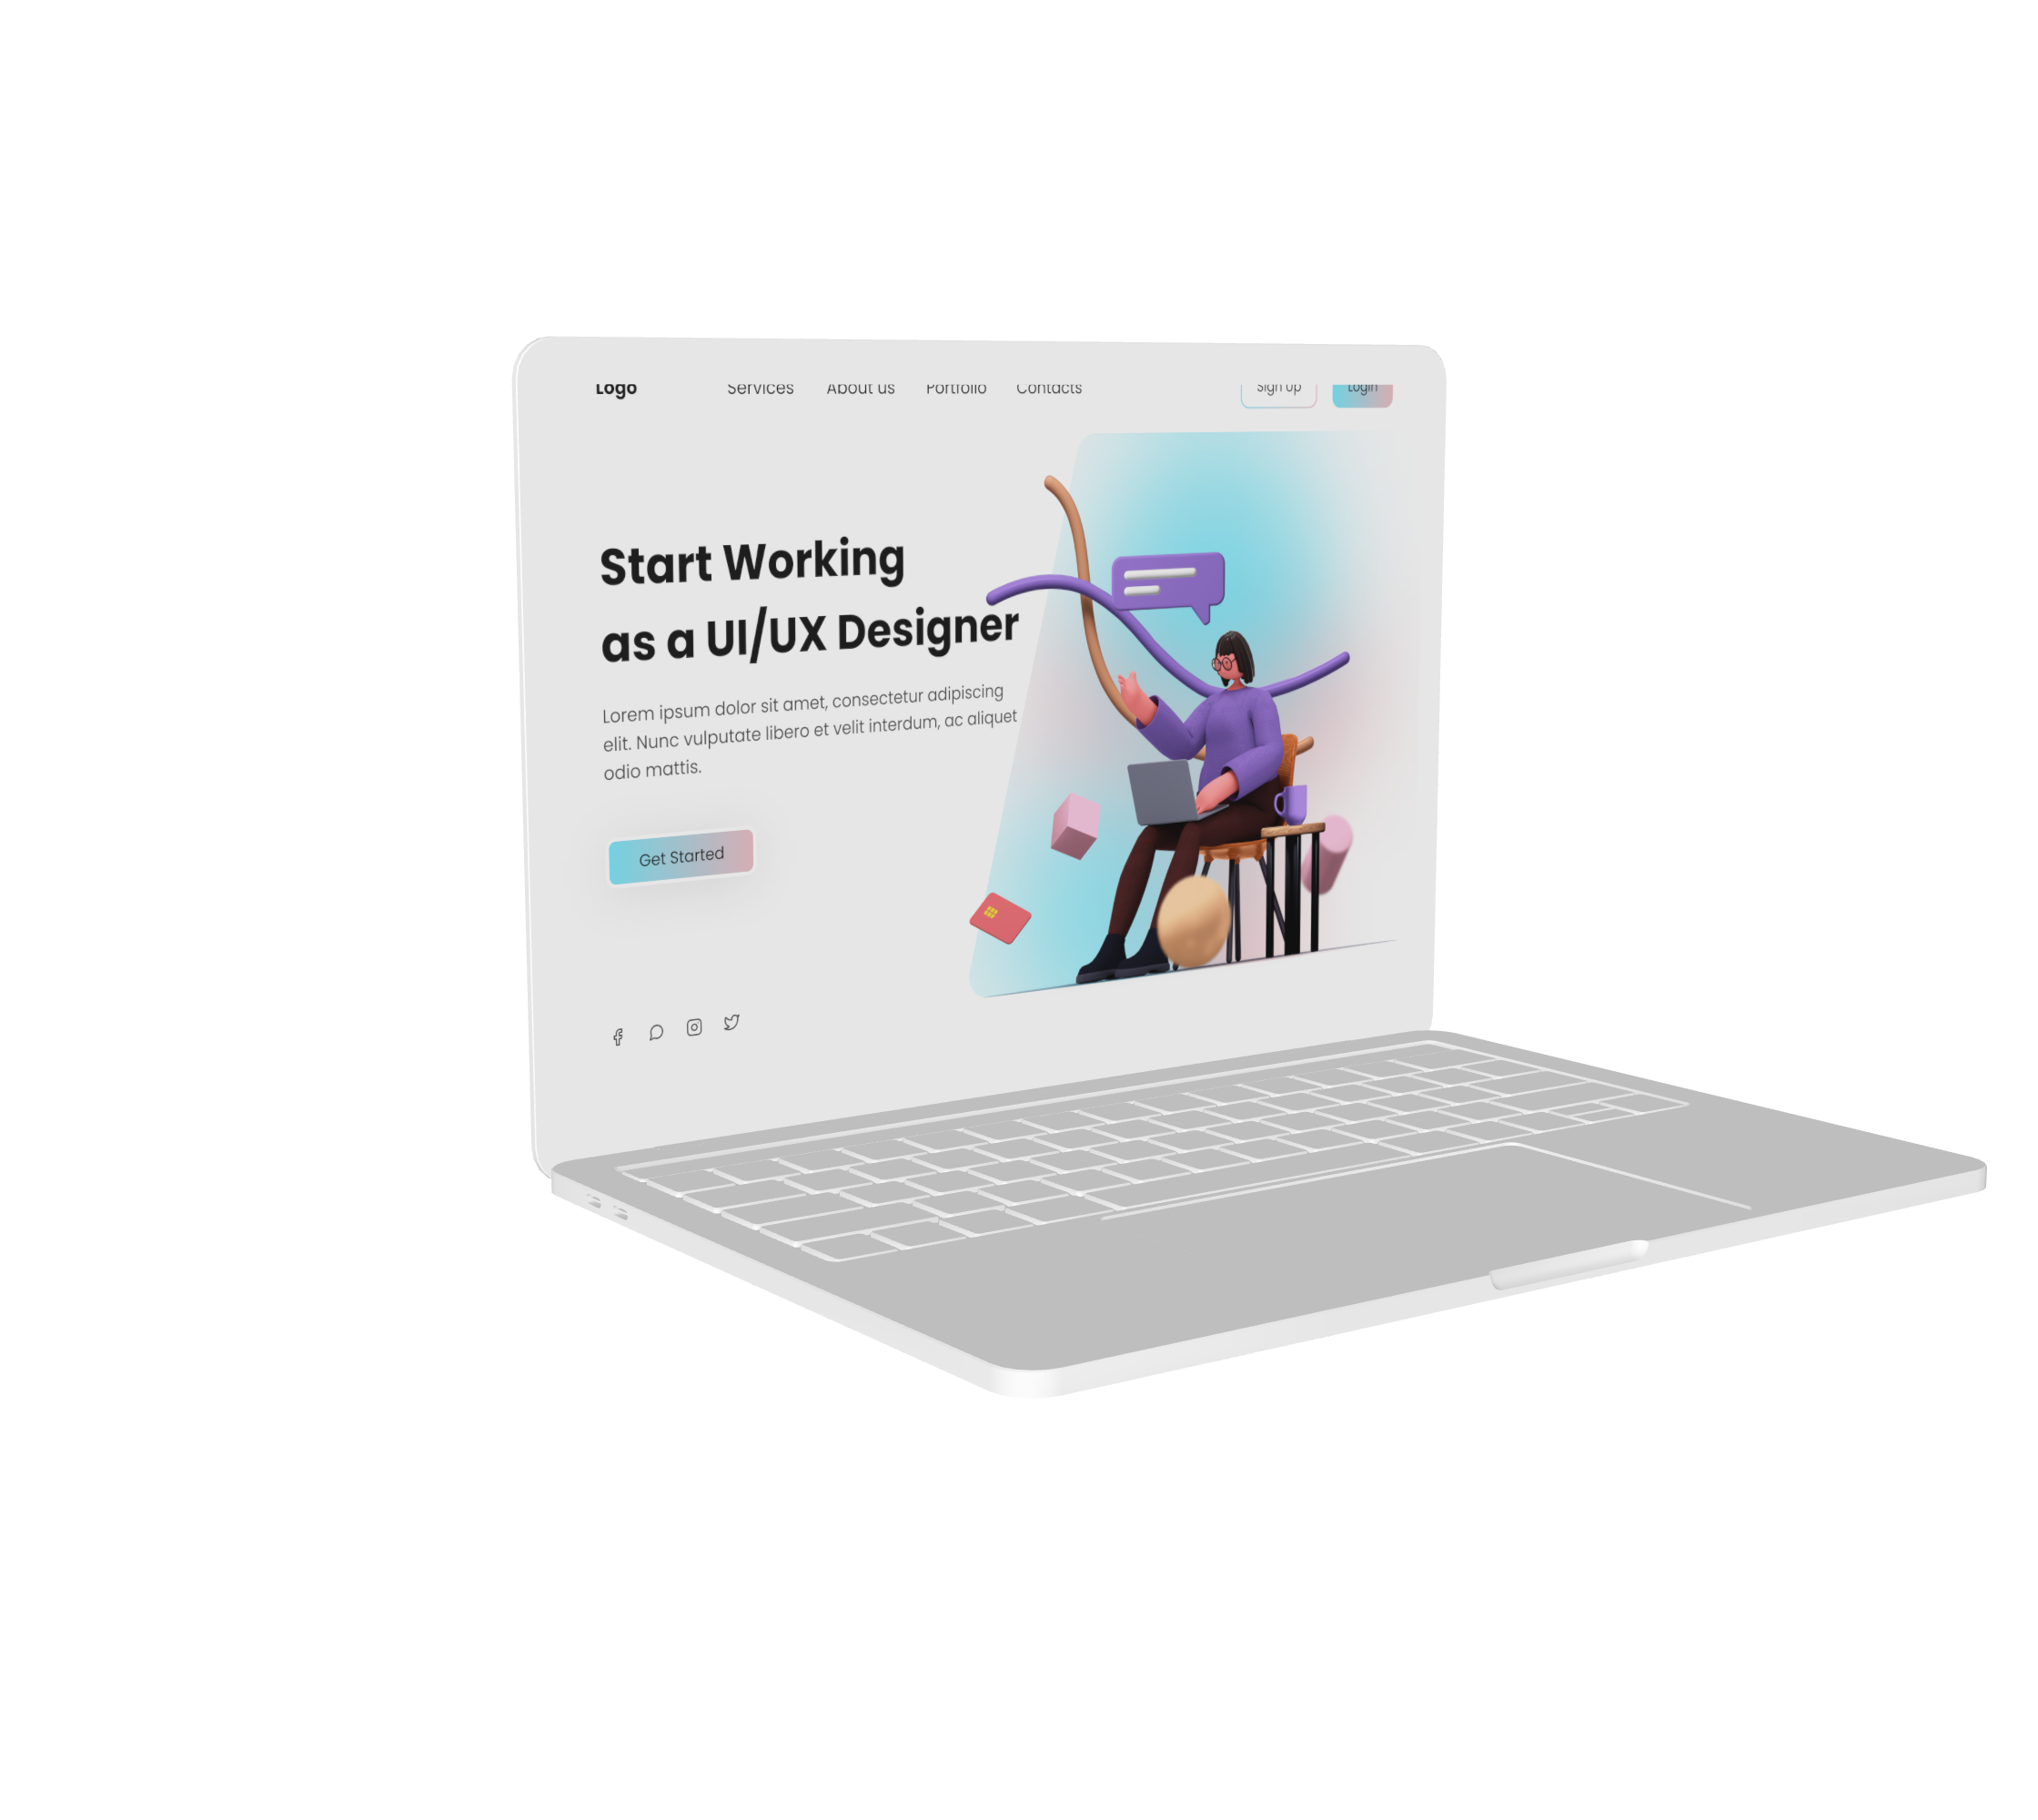 Logo
Services About us Portfolio Contacts
Sign Up Login
Start Working
as a UI/UX Designer
Lorem ipsum dolor sit amet, consectetur adipiscing
elit. Nunc vulputate libero et velit interdum, ac aliquet
odio mattis.
Get Started